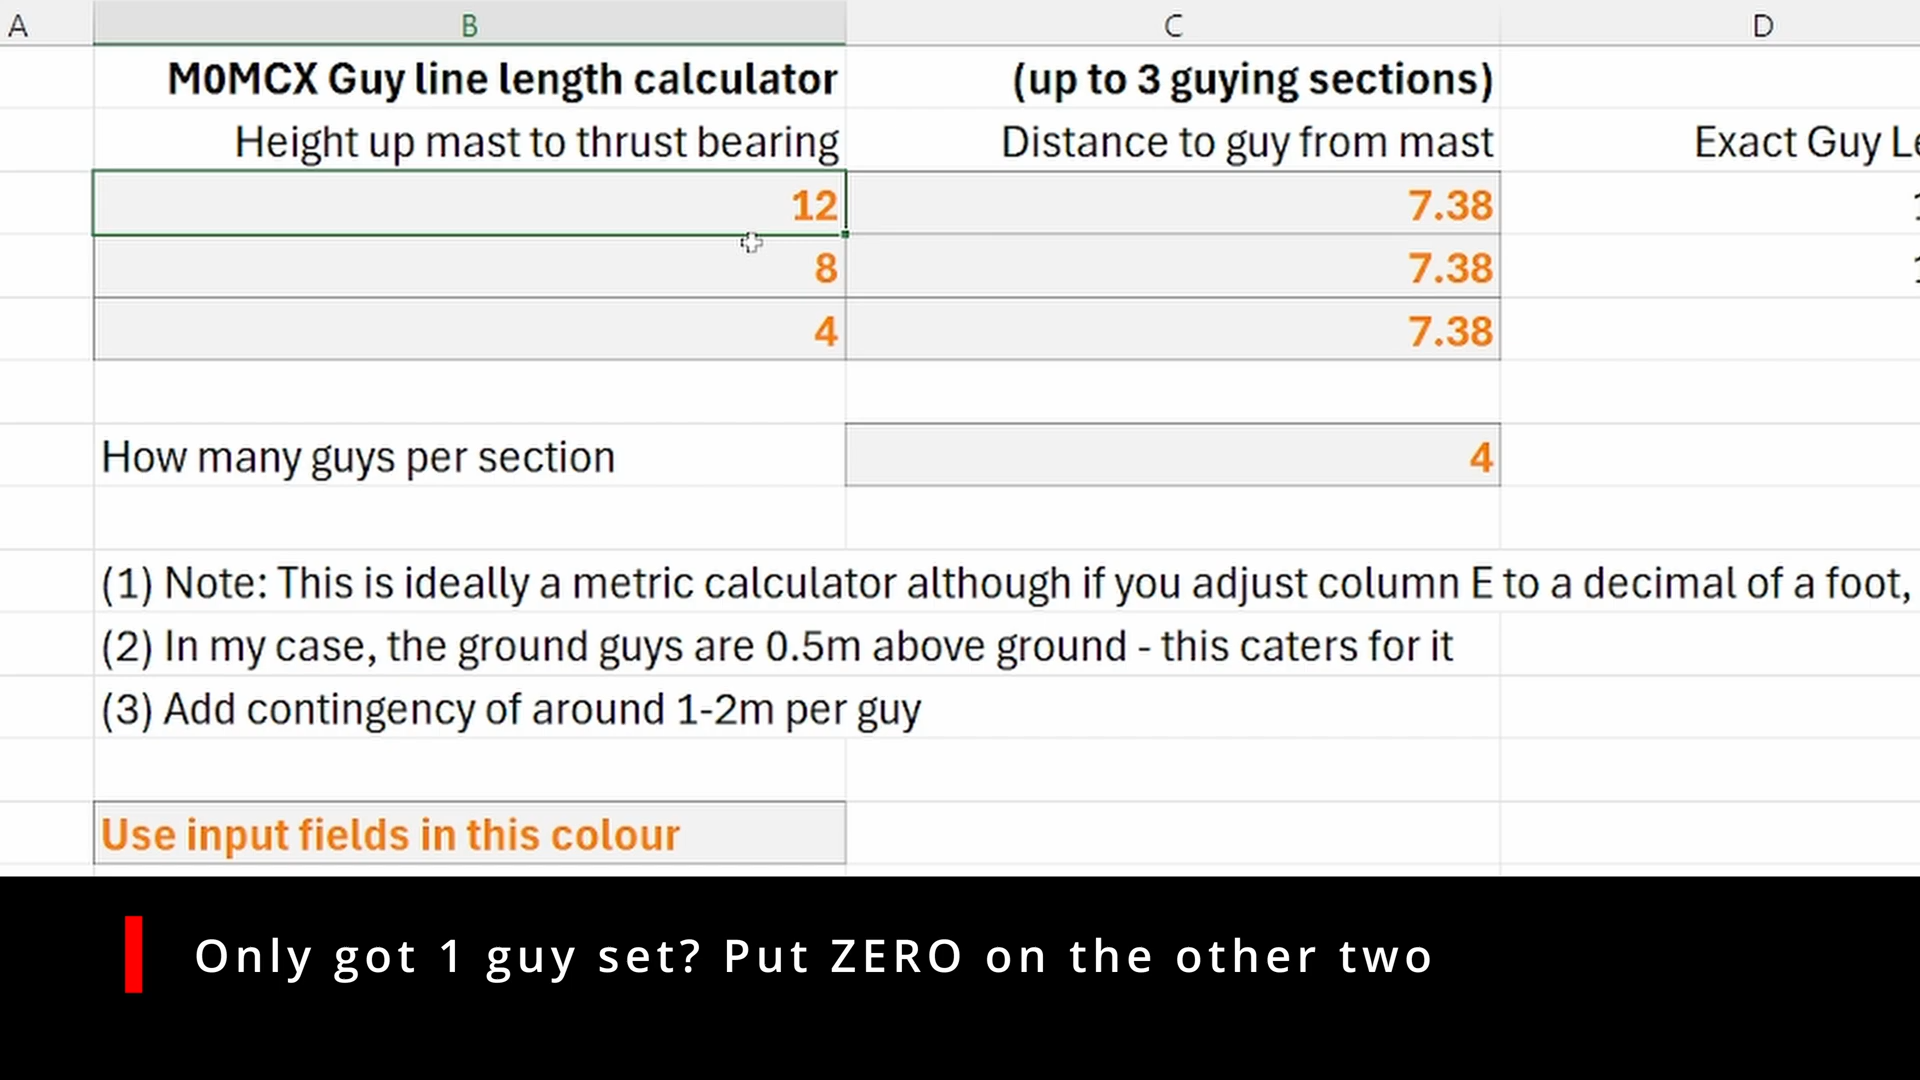 A B C D
M0MCX Guy line length calculator (up to 3 guying sections)
Height up mast to thrust bearing Distance to guy from mast Exact Guy
12 7.38
8 7.38
4 7.38
How many guys per section 4
(1) Note: This is ideally a metric calculator although if you adjust column E to a decimal of a foot,
(2) In my case, the ground guys are 0.5m above ground - this caters for it
(3) Add contingency of around 1-2m per guy
Use input fields in this colour
Only got 1 guy set? Put ZERO on the other two